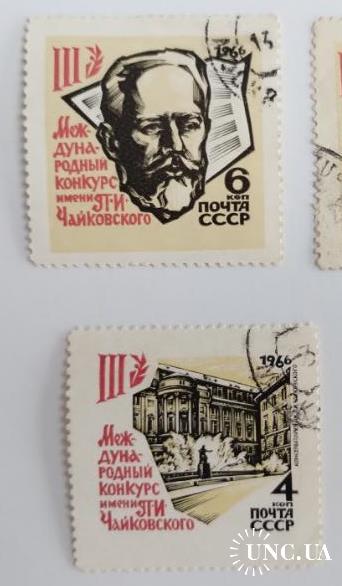 III
1966
Меж-
дуна-
родный
конкурс
имени П·И·
Чайковского
6
коп
ПОЧТА
СССР
III
1966
Меж-
дуна-
родный
конкурс
имени П·И·
Чайковского
4
коп
ПОЧТА
СССР
UNC.UA